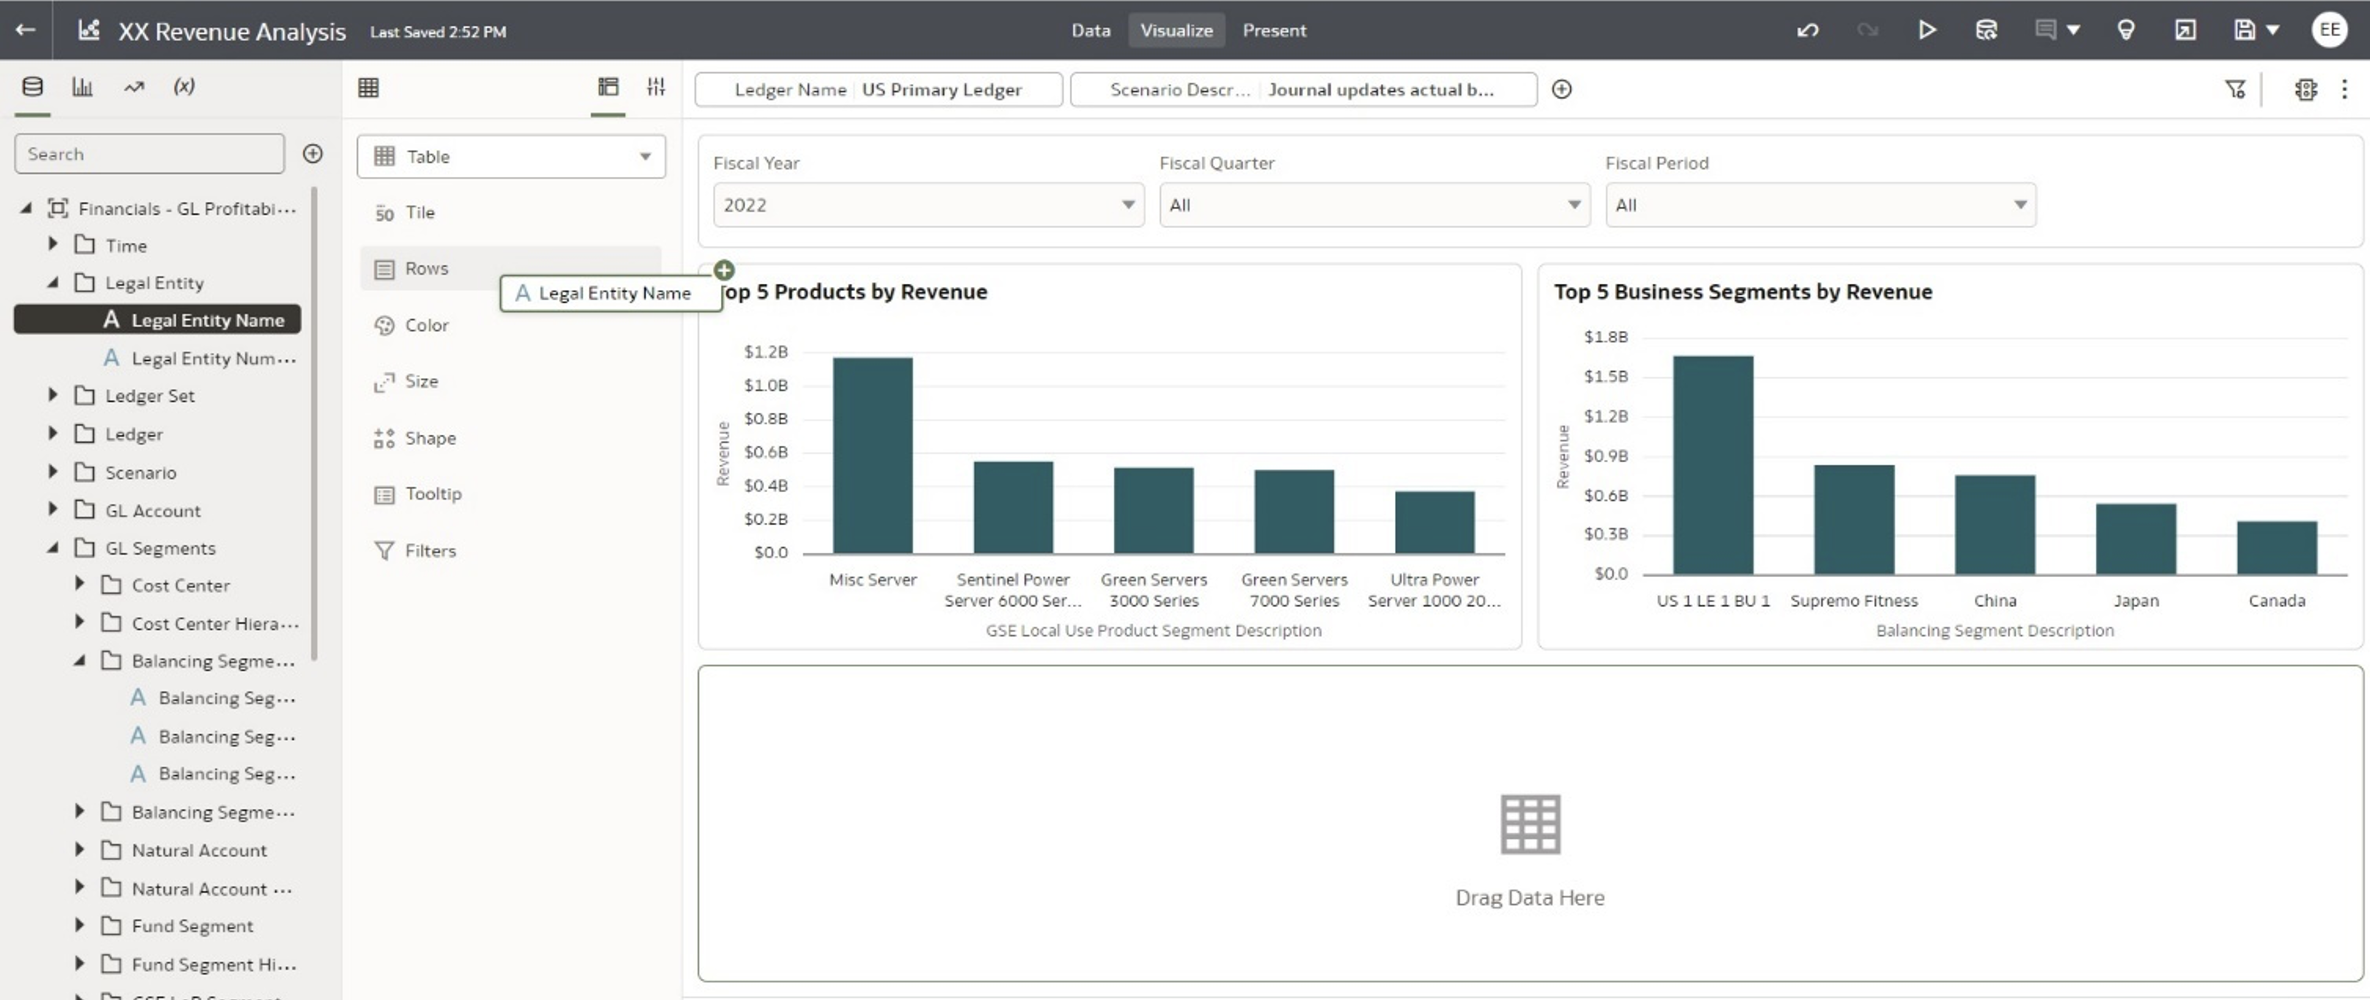 XX Revenue Analysis Last Saved 2:52 PM
Data Visualize Present
EE
(x)
Ledger Name US Primary Ledger
Scenario Descr... Journal updates actual b...
Search
Financials - GL Profitabi...
Time
Legal Entity
A Legal Entity Name
A Legal Entity Num...
Ledger Set
Ledger
Scenario
GL Account
GL Segments
Cost Center
Cost Center Hiera...
Balancing Segme...
A Balancing Seg...
A Balancing Seg...
A Balancing Seg...
Balancing Segme...
Natural Account
Natural Account ...
Fund Segment
Fund Segment Hi...
Table
50 Tile
Rows
A Legal Entity Name
Color
Size
Shape
Tooltip
Filters
Fiscal Year
2022
Fiscal Quarter
All
Fiscal Period
All
op 5 Products by Revenue
Revenue
$1.2B
$1.0B
$0.8B
$0.6B
$0.4B
$0.2B
$0.0
Misc Server
Sentinel Power
Server 6000 Ser...
Green Servers
3000 Series
Green Servers
7000 Series
Ultra Power
Server 1000 20...
GSE Local Use Product Segment Description
Top 5 Business Segments by Revenue
Revenue
$1.8B
$1.5B
$1.2B
$0.9B
$0.6B
$0.3B
$0.0
US 1 LE 1 BU 1
Supremo Fitness
China
Japan
Canada
Balancing Segment Description
Drag Data Here